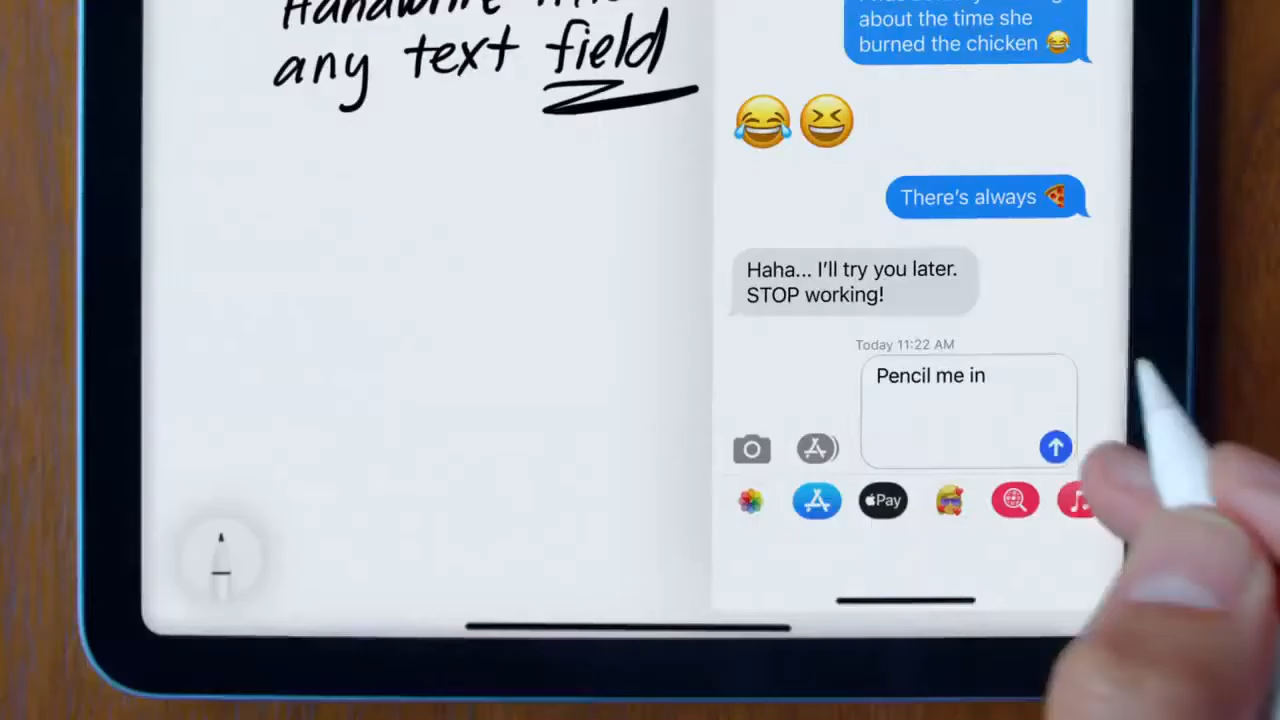 any text field
about the time she
burned the chicken 😂
😂 😆
There's always 🍕
Haha... I'll try you later.
STOP working!
Today 11:22 AM
Pencil me in
Pay